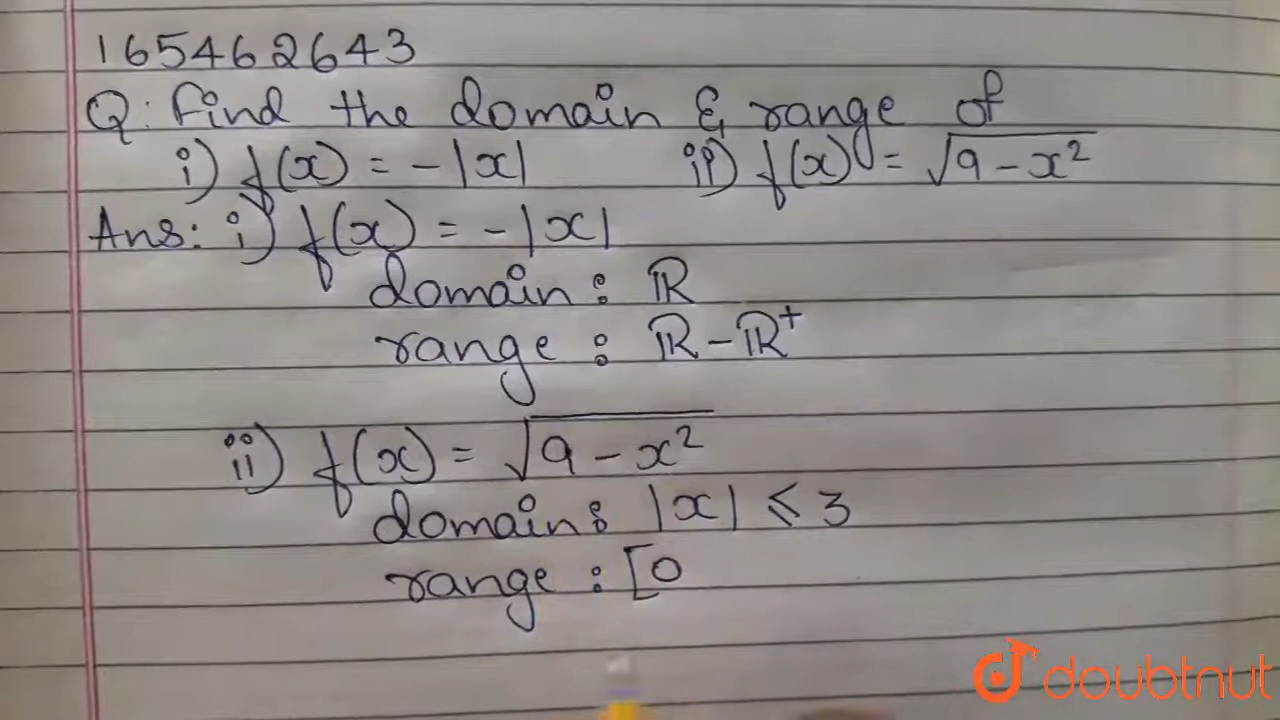 165462643
Q: Find the domain & range of
i) f(x) = -|x| ii) f(x) = √9-x²
Ans: i) f(x) = -|x|
domain: ℝ
range: ℝ-ℝ⁺
ii) f(x) = √9-x²
domain: |x| ≤ 3
range: [0
doubtnut